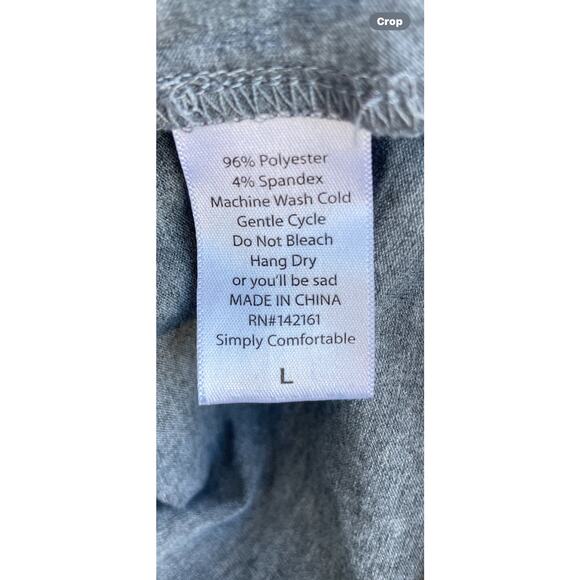 Crop
96% Polyester
4% Spandex
Machine Wash Cold
Gentle Cycle
Do Not Bleach
Hang Dry
or you'll be sad
MADE IN CHINA
RN#142161
Simply Comfortable
L